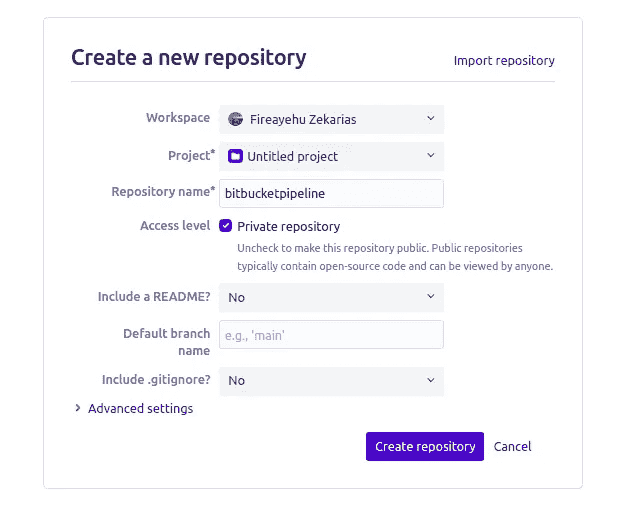 Create a new repository
Import repository
Workspace
Fireayehu Zekarias
Project*
Untitled project
Repository name*
bitbucketpipeline
Access level
Private repository
Uncheck to make this repository public. Public repositories
typically contain open-source code and can be viewed by anyone.
Include a README?
No
Default branch
name
e.g., 'main'
Include .gitignore?
No
Advanced settings
Create repository
Cancel